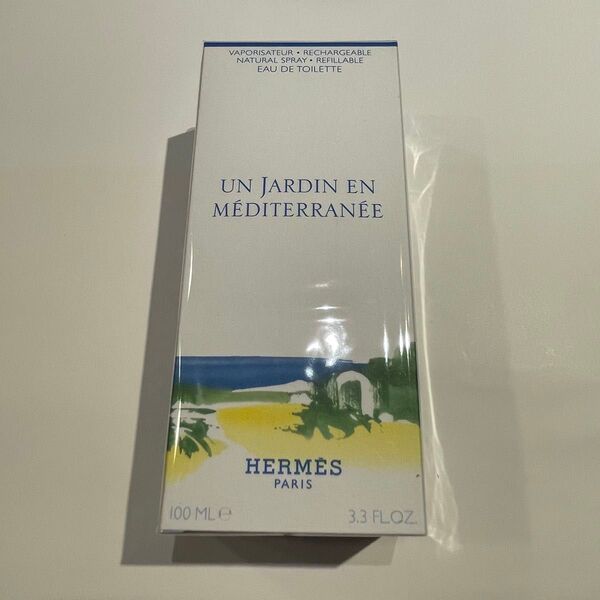 VAPORISATEUR • RECHARGEABLE
NATURAL SPRAY • REFILLABLE
EAU DE TOILETTE
UN JARDIN EN
MÉDITERRANÉE
HERMÈS
PARIS
100 ML ℮
3.3 FL.OZ.